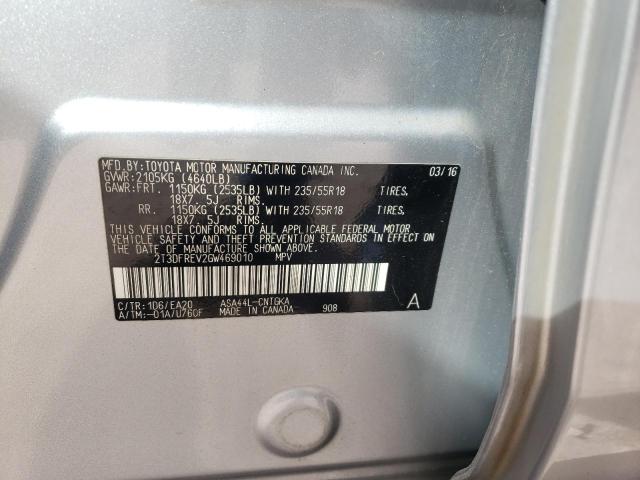 MFD.BY:TOYOTA MOTOR MANUFACTURING CANADA INC. 03/16
GVWR:2105KG (4640LB)
GAWR:FRT. 1150KG (2535LB) WITH 235/55R18 TIRES,
18X7. 5J RIMS.
RR. 1150KG (2535LB) WITH 235/55R18 TIRES,
18X7. 5J RIMS.
THIS VEHICLE CONFORMS TO ALL APPLICABLE FEDERAL MOTOR
VEHICLE SAFETY AND THEFT PREVENTION STANDARDS IN EFFECT ON
THE DATE OF MANUFACTURE SHOWN ABOVE.
2T3DFREV2GW469010 MPV
C/TR:1D6/EA20 ASA44L-CNTGKA A
A/TM:-01A/U760F MADE IN CANADA 908